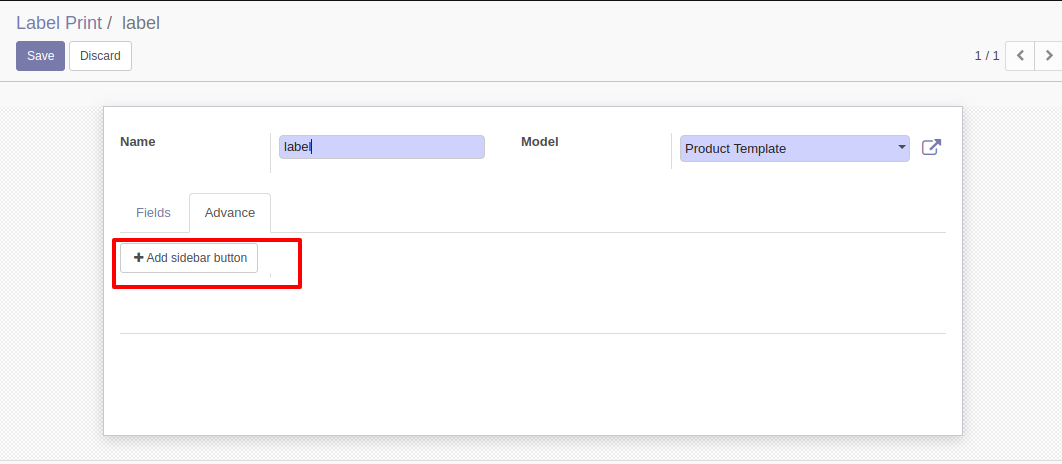 Label Print / label
Save Discard 1 / 1
Name label Model Product Template
Fields Advance
Add sidebar button